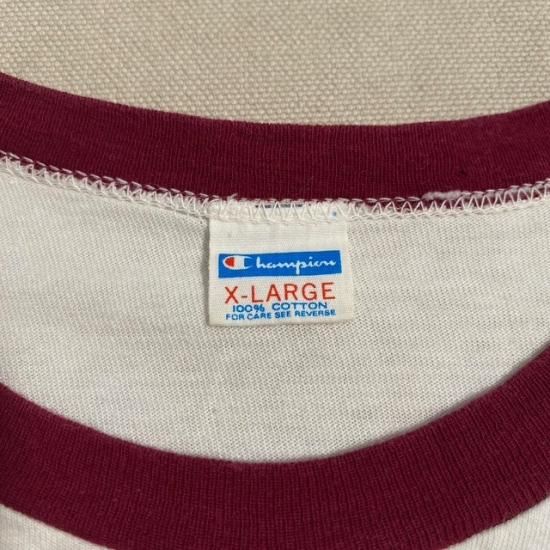 Champion
X-LARGE
100% COTTON
FOR CARE SEE REVERSE